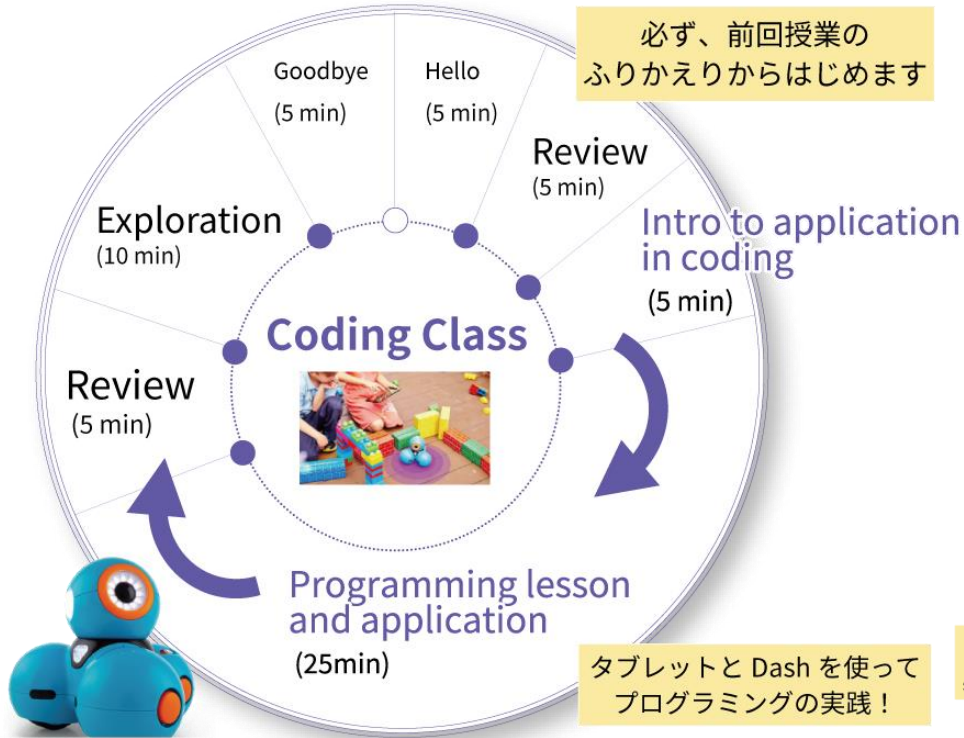 必ず、前回授業の
ふりかえりからはじめます
Goodbye
(5 min)
Hello
(5 min)
Review
(5 min)
Intro to application
in coding
(5 min)
Exploration
(10 min)
Coding Class
Review
(5 min)
Programming lesson
and application
(25min)
タブレットと Dash を使って
プログラミングの実践！